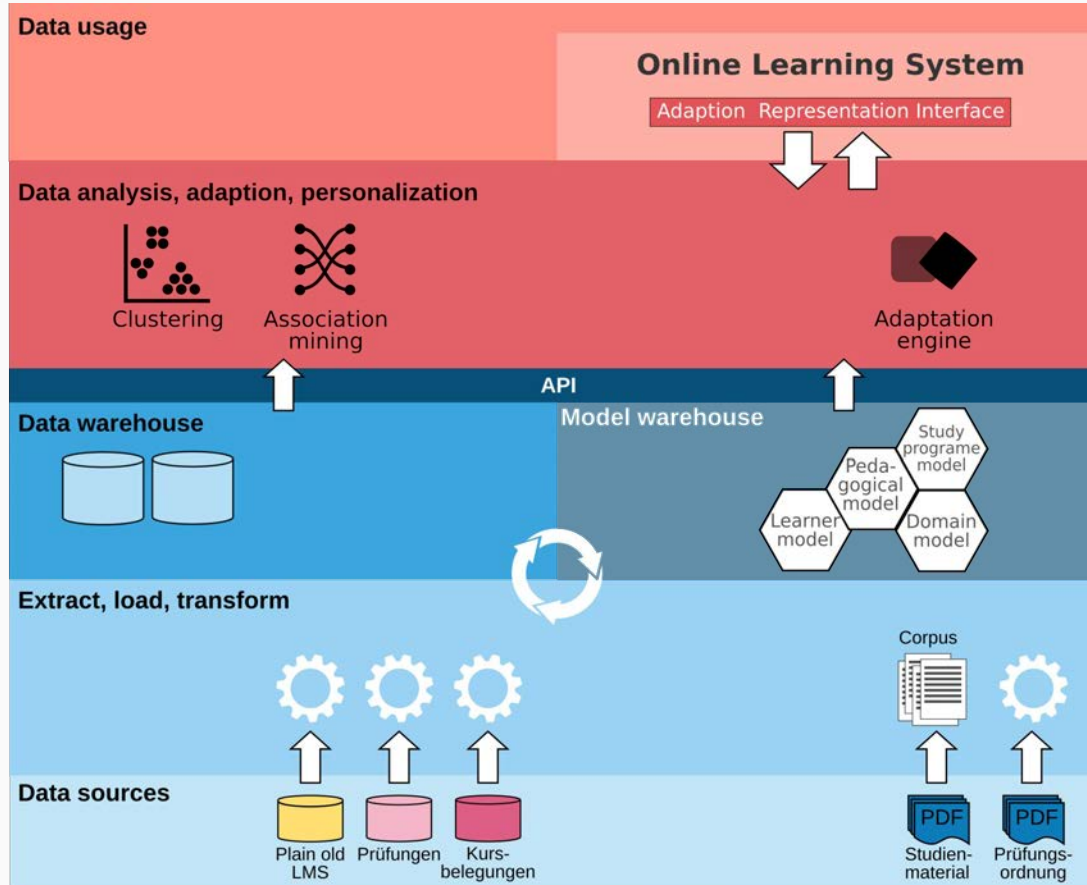 Data usage
Online Learning System
Adaption Representation Interface
Data analysis, adaption, personalization
Clustering
Association
mining
Adaptation
engine
API
Data warehouse
Model warehouse
Study
programe
model
Peda-
gogical
model
Learner
model
Domain
model
Extract, load, transform
Corpus
Data sources
Plain old
LMS
Prüfungen
Kurs-
belegungen
PDF
Studien-
material
PDF
Prüfungs-
ordnung